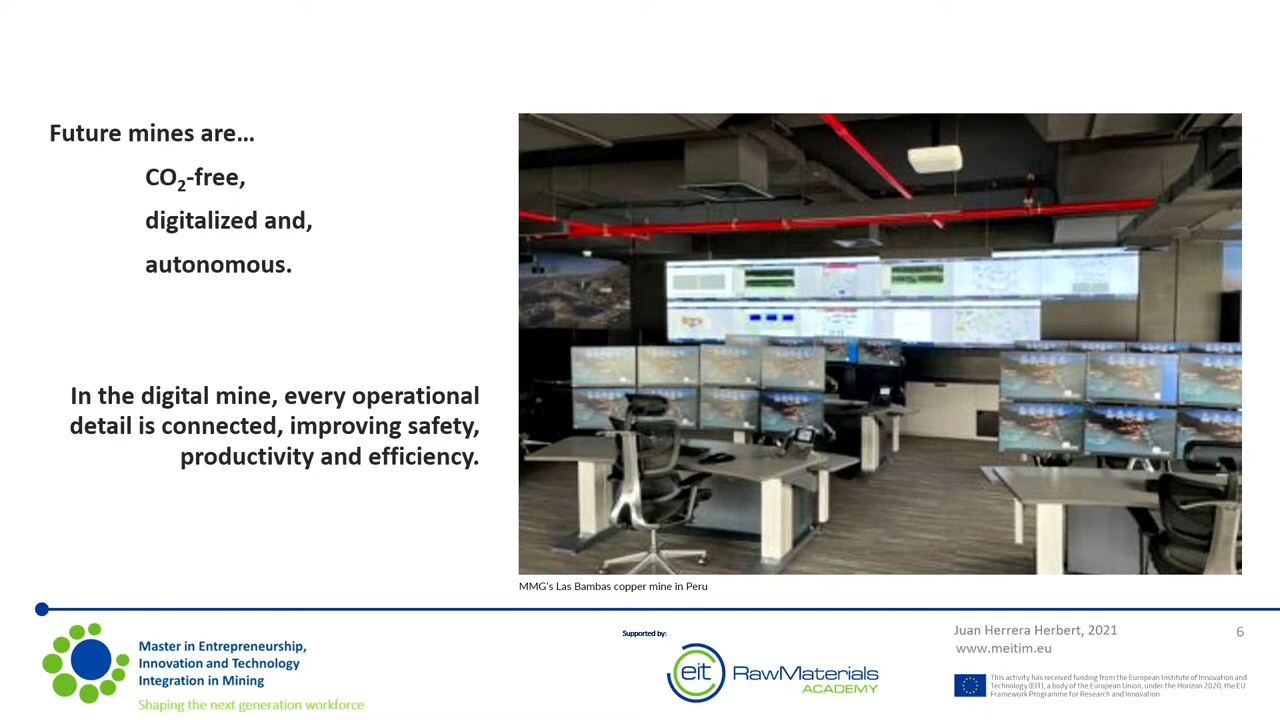 Future mines are…
CO₂-free,
digitalized and,
autonomous.
In the digital mine, every operational
detail is connected, improving safety,
productivity and efficiency.
MMG's Las Bambas copper mine in Peru
Master in Entrepreneurship,
Innovation and Technology
Integration in Mining
Shaping the next generation workforce
Supported by:
eit RawMaterials
ACADEMY
Juan Herrera Herbert, 2021
www.meitim.eu
6
This activity has received funding from the European Institute of Innovation and
Technology (EIT), a body of the European Union, under the Horizon 2020, the EU
Framework Programme for Research and Innovation